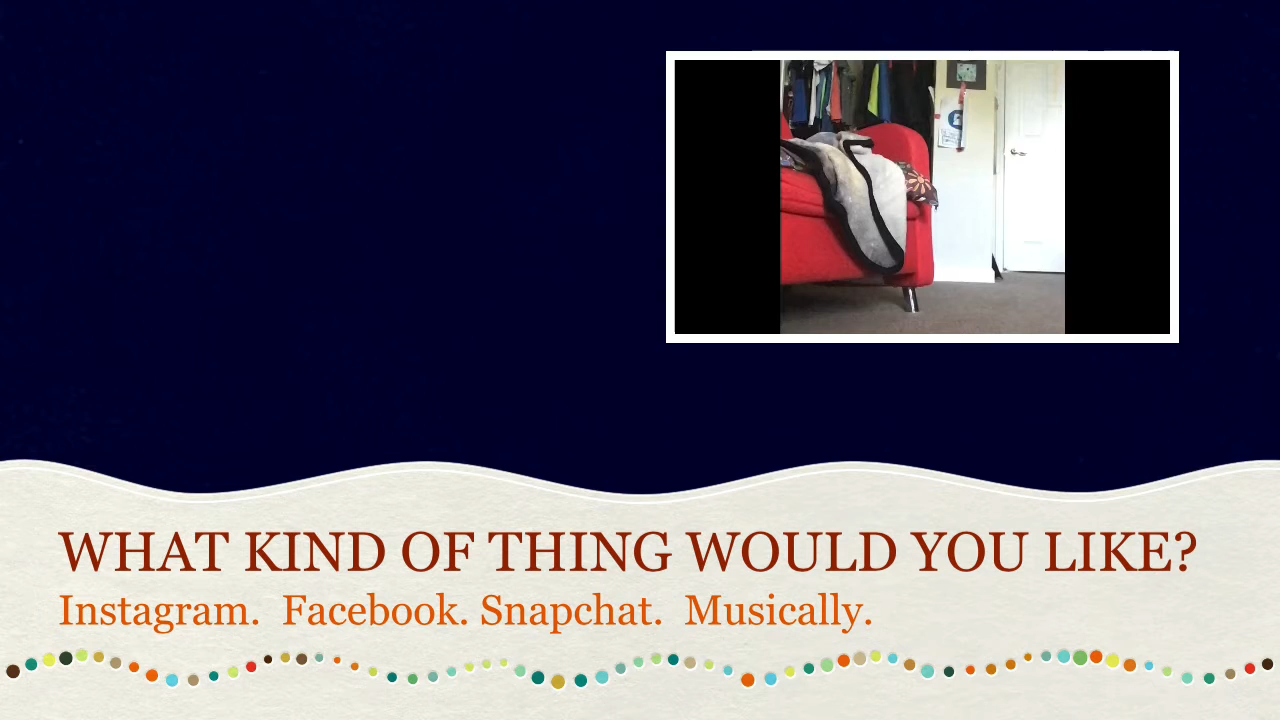 WHAT KIND OF THING WOULD YOU LIKE?
Instagram.  Facebook. Snapchat.  Musically.